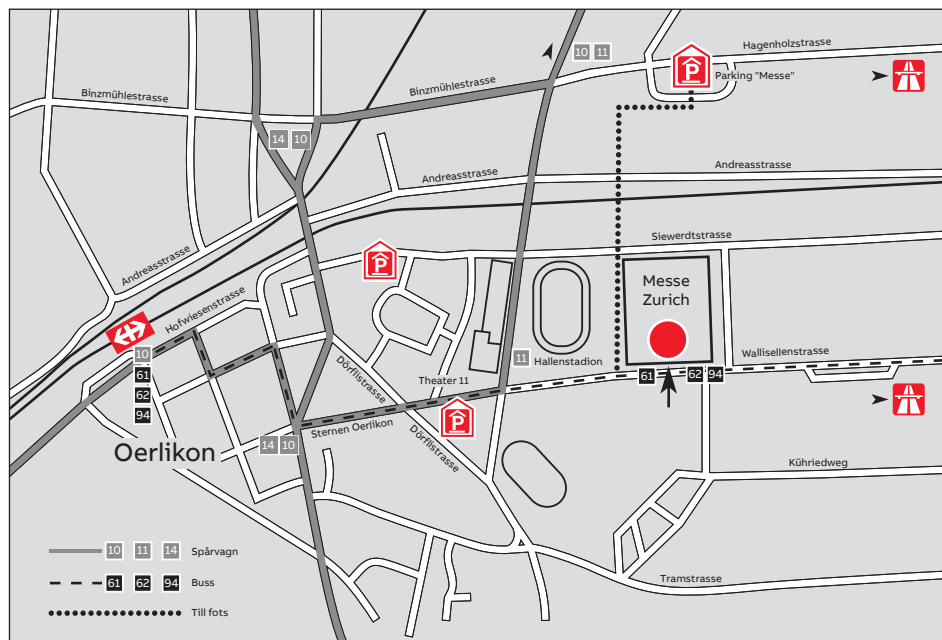 10 11
Hagenholzstrasse
P
Parking "Messe"
Binzmühlestrasse
Binzmühlestrasse
14 10
Andreasstrasse
Andreasstrasse
Andreasstrasse
Siewerdtstrasse
P
Messe
Zurich
Hofwiesenstrasse
10
61
62
94
11
Hallenstadion
Wallisellenstrasse
61 62 94
Dörflistrasse
Theater 11
P
Sternen Oerlikon
Dörflistrasse
14 10
Oerlikon
Kühriedweg
Tramstrasse
10 11 14 Spårvagn
61 62 94 Buss
Till fots